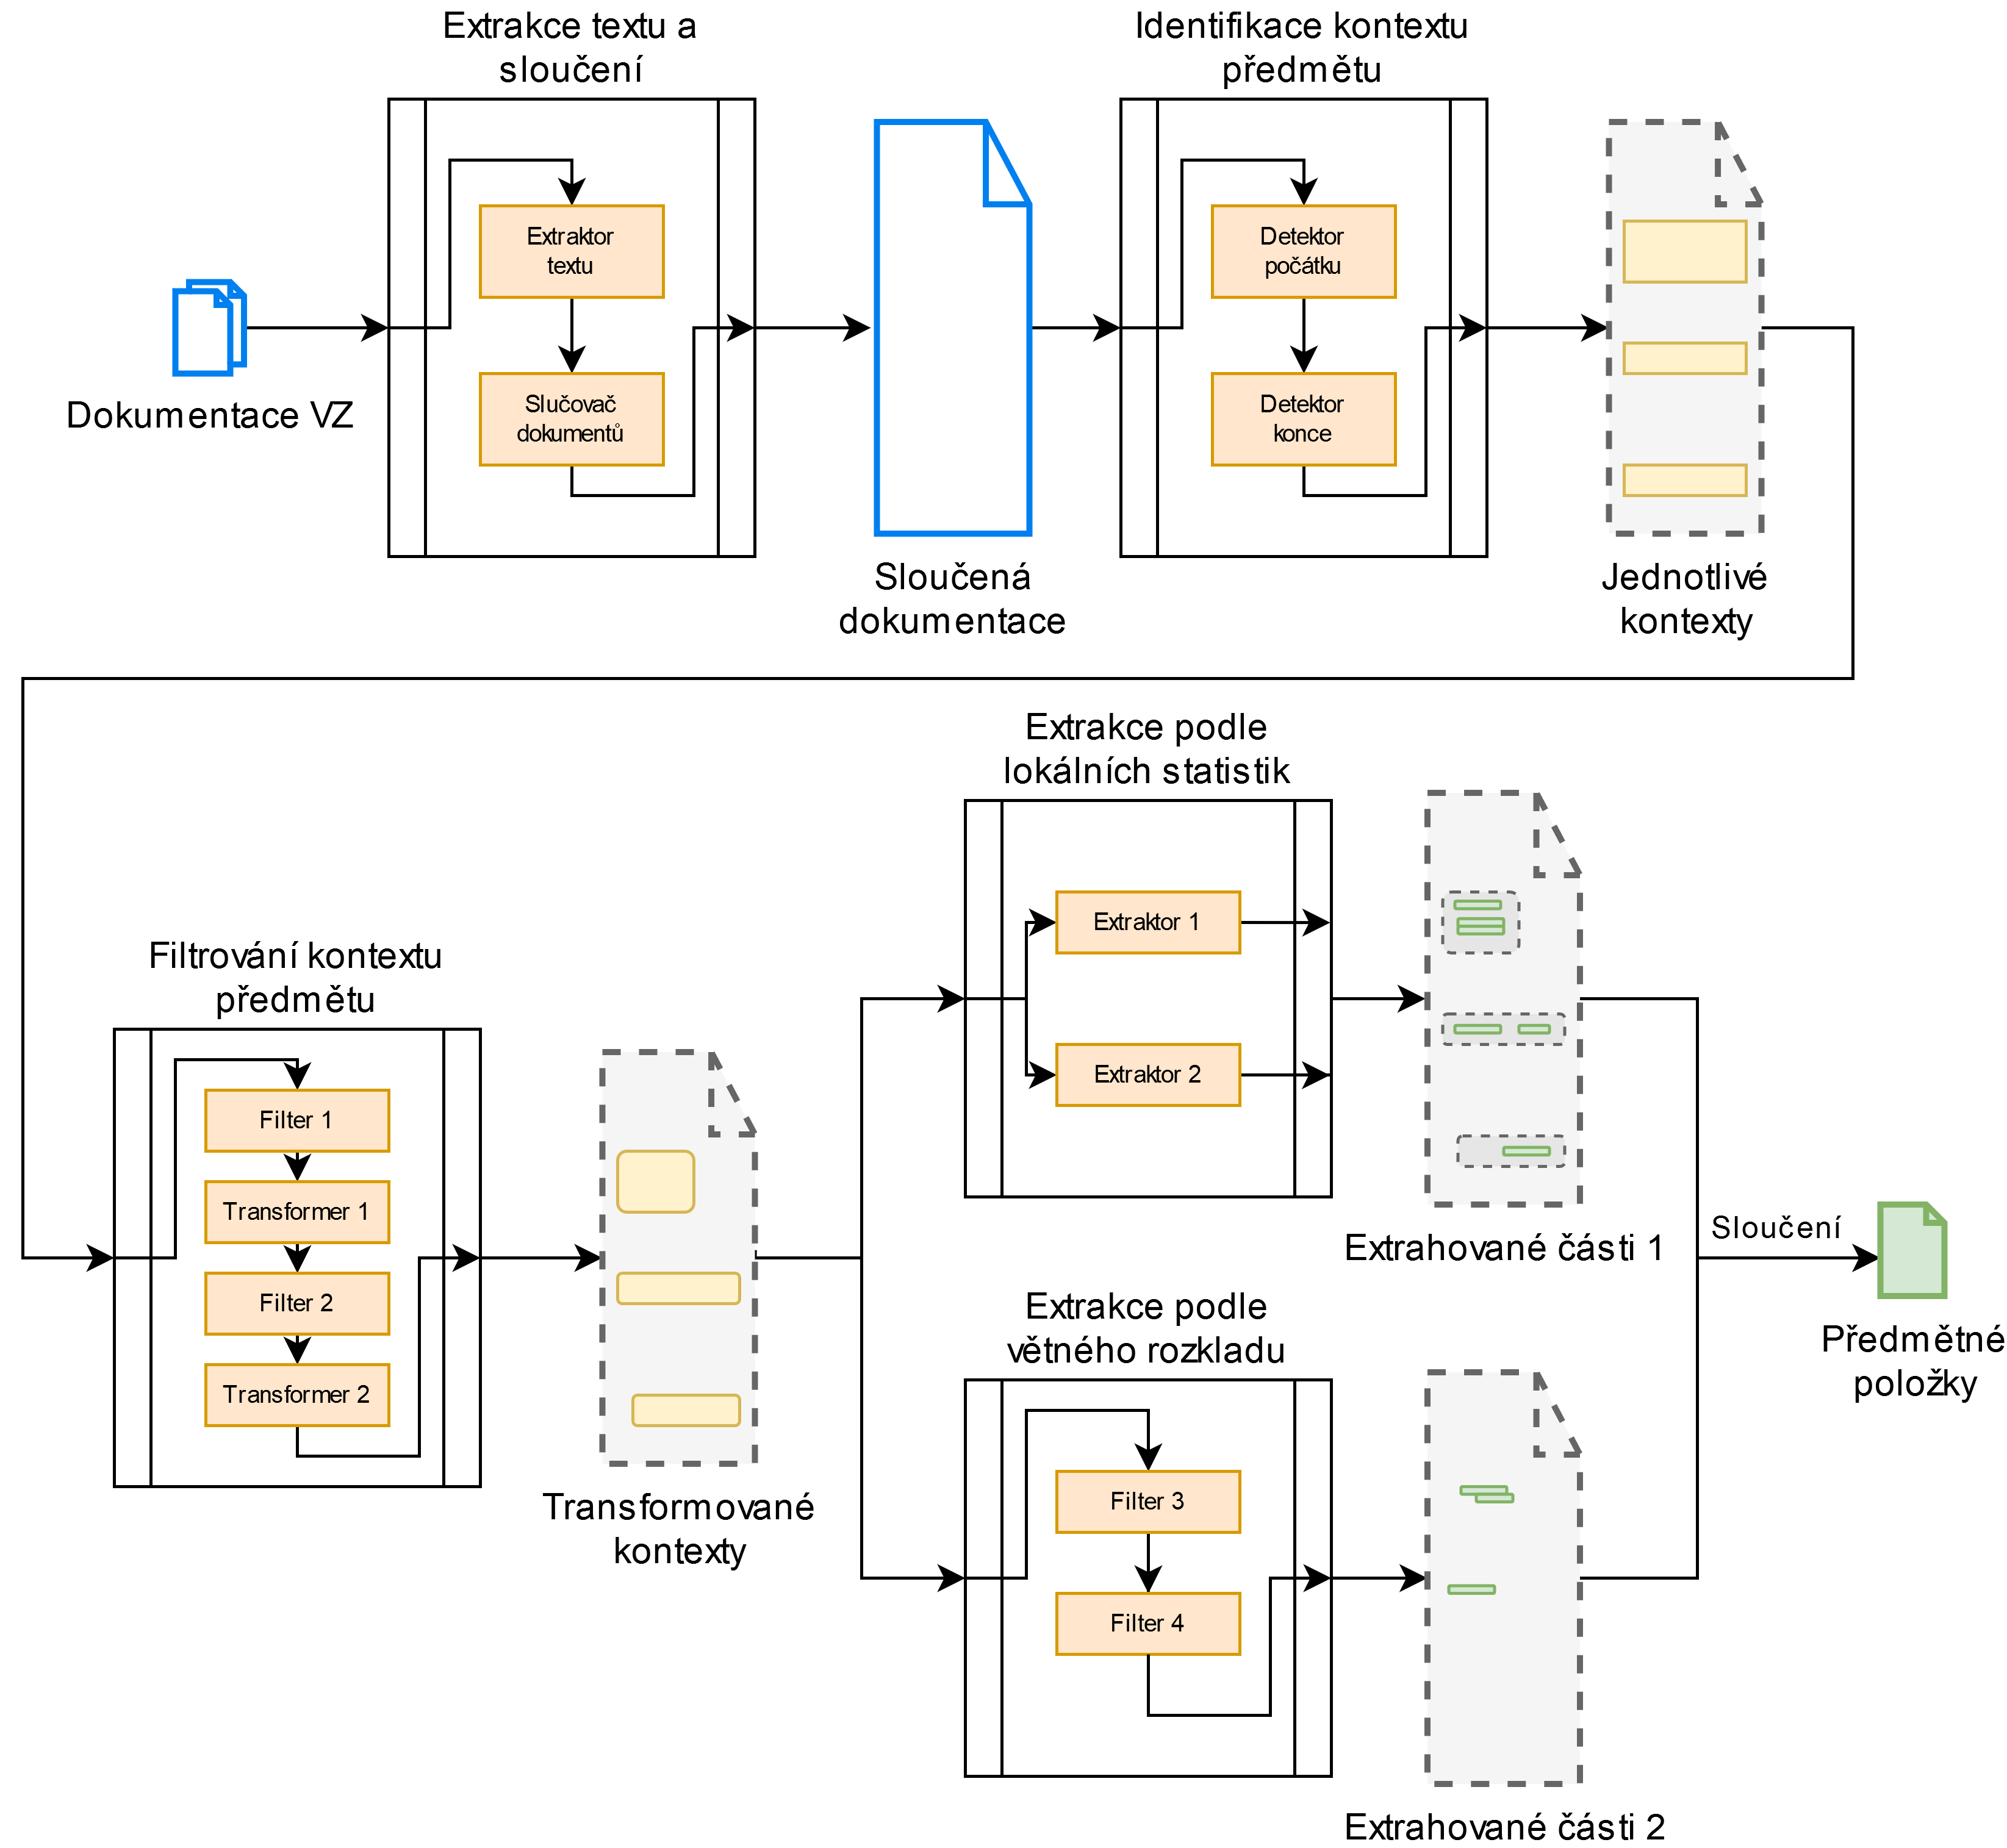 Extrakce textu a
sloučení
Identifikace kontextu
předmětu
Extraktor
textu
Slučovač
dokumentů
Detektor
počátku
Detektor
konce
Dokumentace VZ
Sloučená
dokumentace
Jednotlivé
kontexty
Extrakce podle
lokálních statistik
Extraktor 1
Extraktor 2
Extrahované části 1
Filtrování kontextu
předmětu
Filter 1
Transformer 1
Filter 2
Transformer 2
Transformované
kontexty
Extrakce podle
větného rozkladu
Filter 3
Filter 4
Extrahované části 2
Sloučení
Předmětné
položky